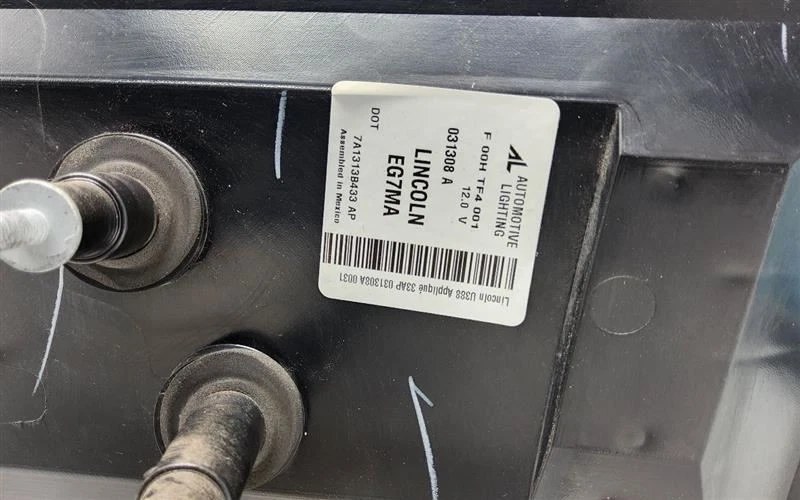 AL AUTOMOTIVE
LIGHTING
F 00H TF4 001
12.0 V
031308 A
LINCOLN
EG7MA
DOT
7A1313B433 AP
Assembled in Mexico
Lincoln U388 Appliqué 33AP 031308A 0031